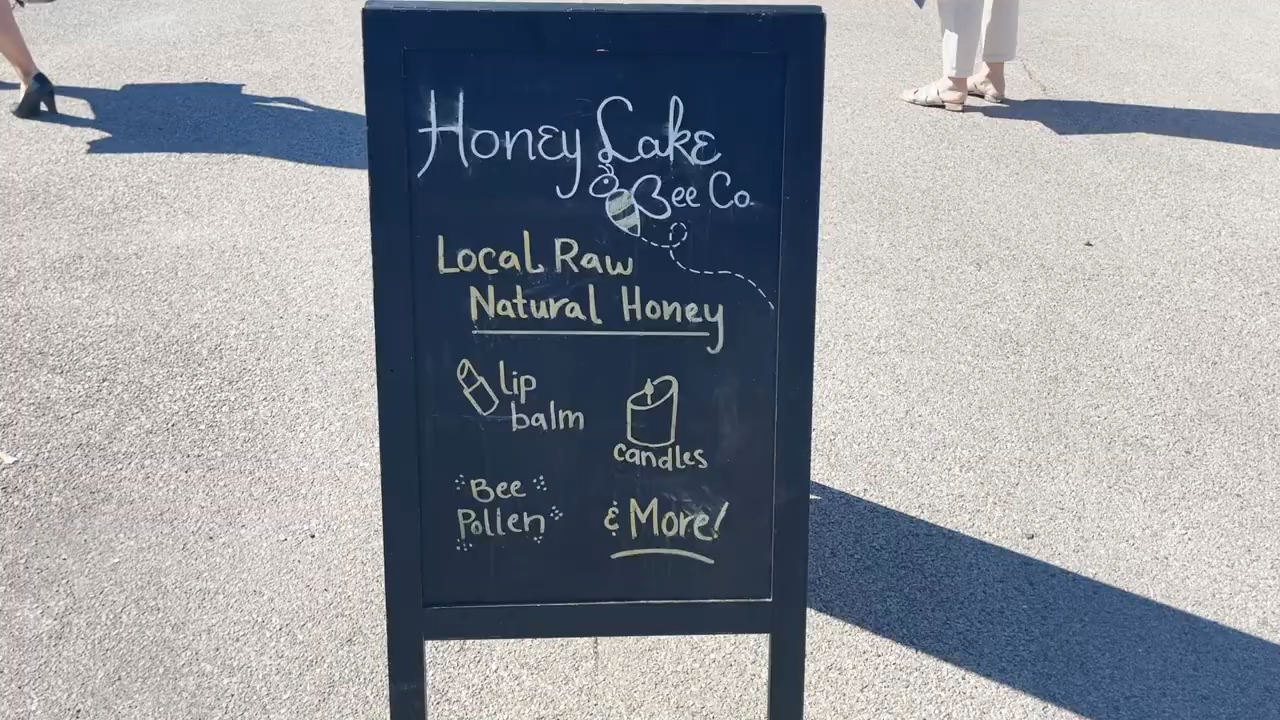 Honey Lake
Bee Co.
Local Raw
Natural Honey
lip
balm
candles
Bee
Pollen
& More!